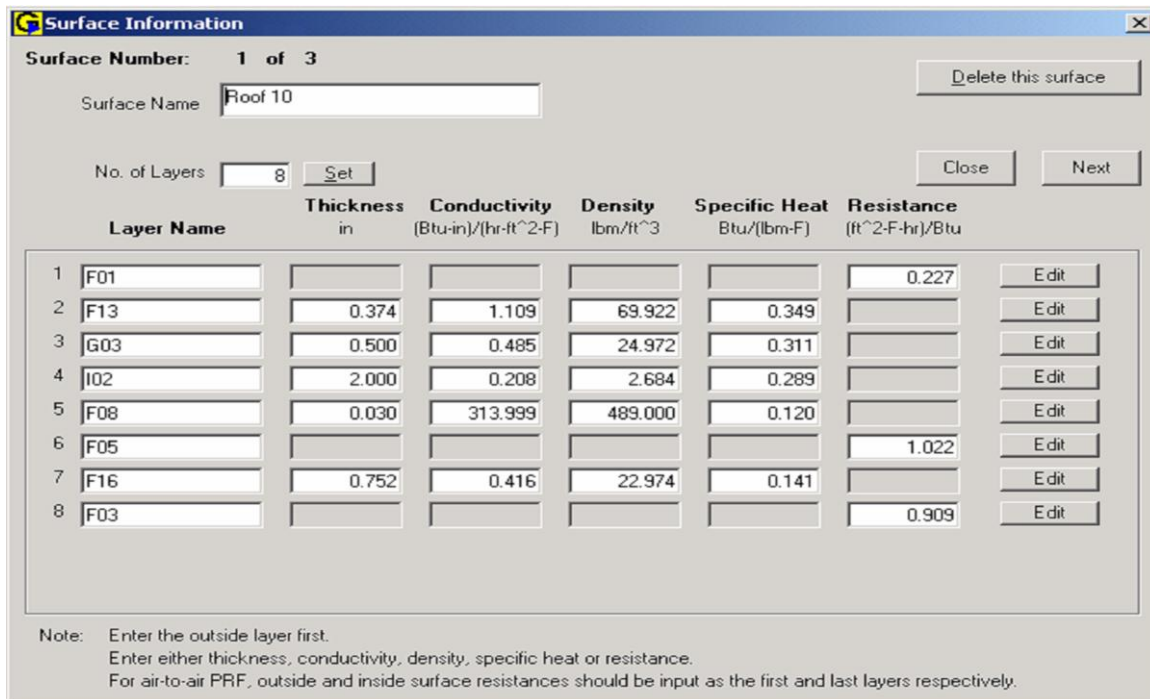 Surface Information
Surface Number: 1 of 3
Delete this surface
Surface Name Roof 10
No. of Layers 8 Set Close Next
Layer Name Thickness in Conductivity (Btu-in)/(hr-ft^2-F) Density lbm/ft^3 Specific Heat Btu/(lbm-F) Resistance (ft^2-F-hr)/Btu
1 F01 0.227 Edit
2 F13 0.374 1.109 69.922 0.349 Edit
3 G03 0.500 0.485 24.972 0.311 Edit
4 I02 2.000 0.208 2.684 0.289 Edit
5 F08 0.030 313.999 489.000 0.120 Edit
6 F05 1.022 Edit
7 F16 0.752 0.416 22.974 0.141 Edit
8 F03 0.909 Edit
Note: Enter the outside layer first.
Enter either thickness, conductivity, density, specific heat or resistance.
For air-to-air PRF, outside and inside surface resistances should be input as the first and last layers respectively.